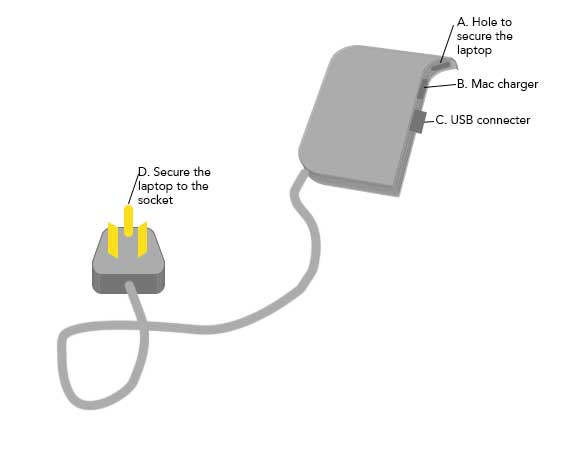 A. Hole to
secure the
laptop
B. Mac charger
C. USB connecter
D. Secure the
laptop to the
socket